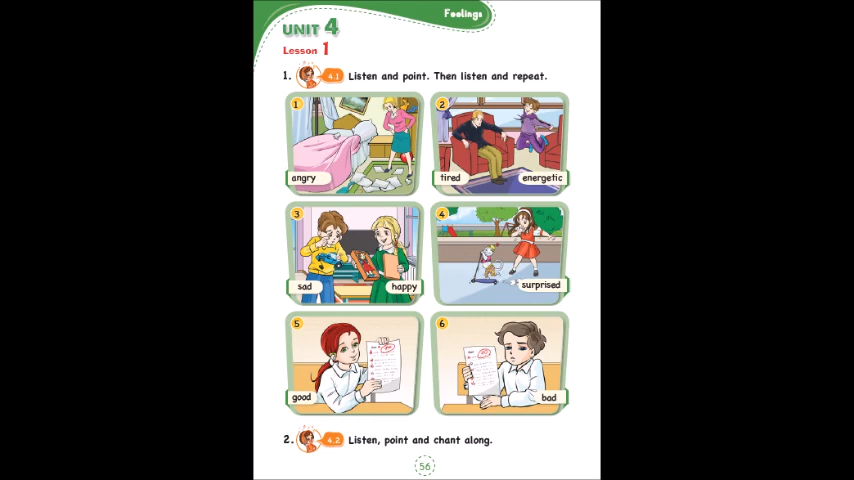 Feelings
UNIT 4
Lesson 1
1. 4.1 Listen and point. Then listen and repeat.
1
angry
2
tired
energetic
3
sad
happy
4
surprised
5
good
6
bad
2. 4.2 Listen, point and chant along.
56